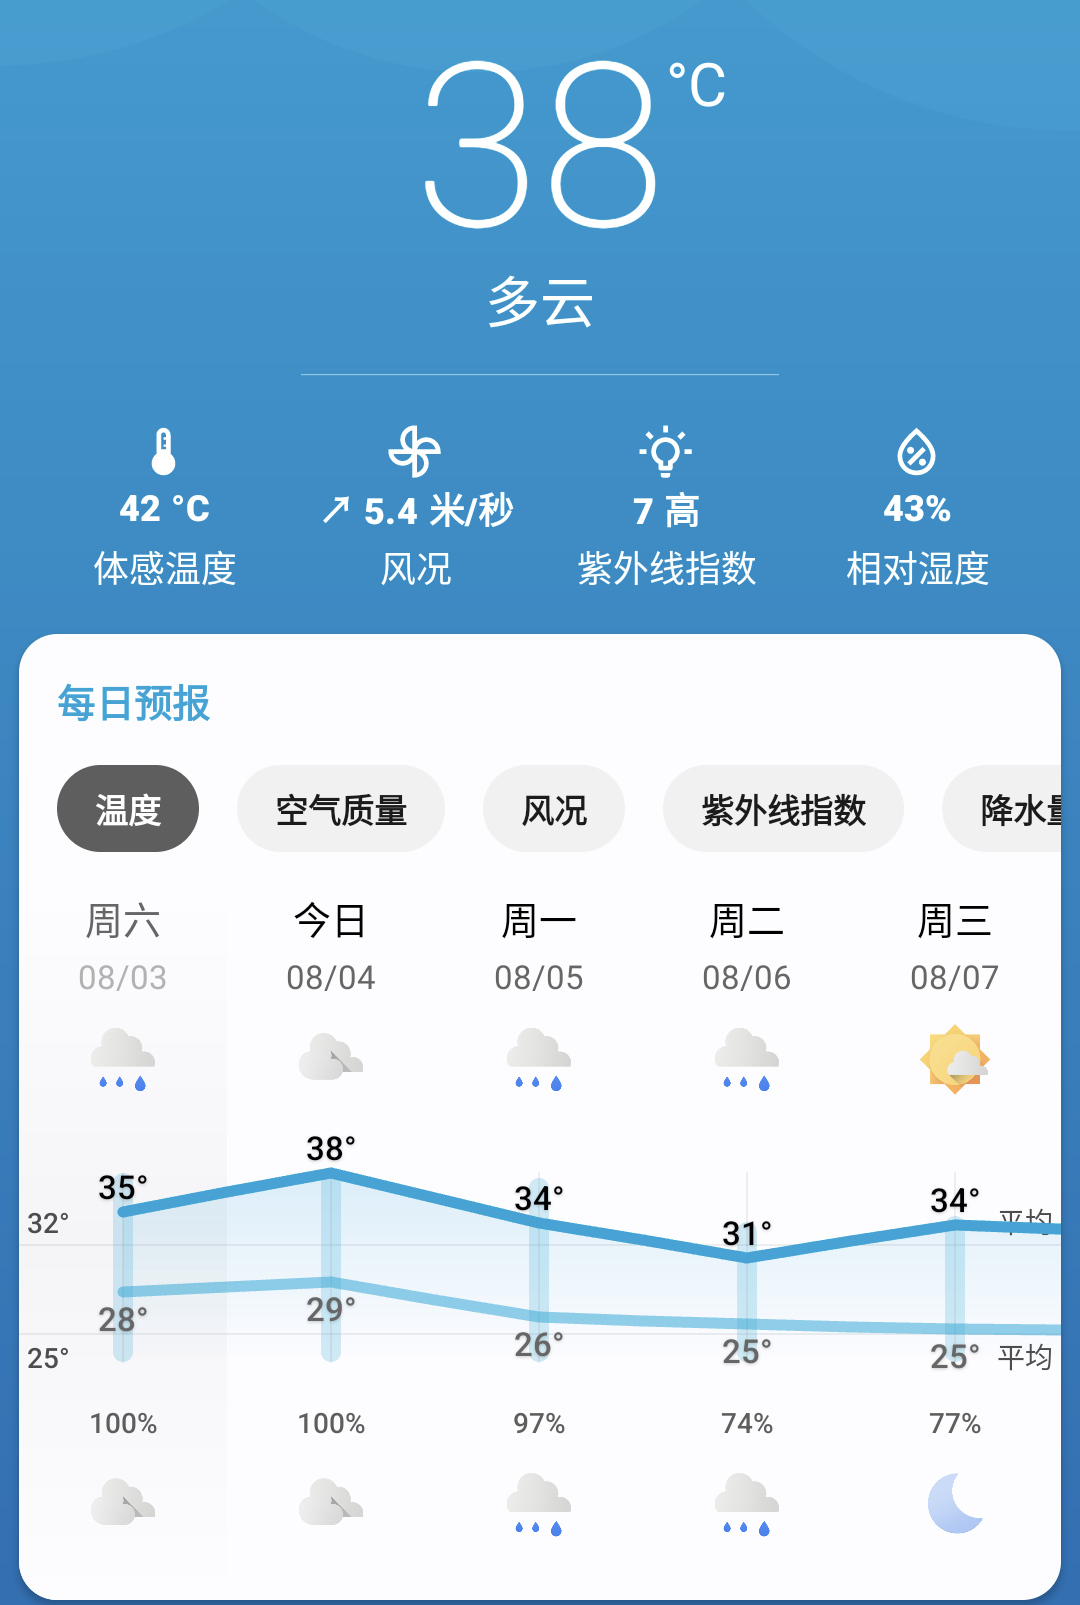 38 °C
多云
42 °C ↗ 5.4 米/秒 7 高 43%
体感温度 风况 紫外线指数 相对湿度
每日预报
温度 空气质量 风况 紫外线指数 降水量
周六 今日 周一 周二 周三
08/03 08/04 08/05 08/06 08/07
35° 38° 34° 31° 34°
32° 平均
28° 29° 26° 25° 25°
25° 平均
100% 100% 97% 74% 77%